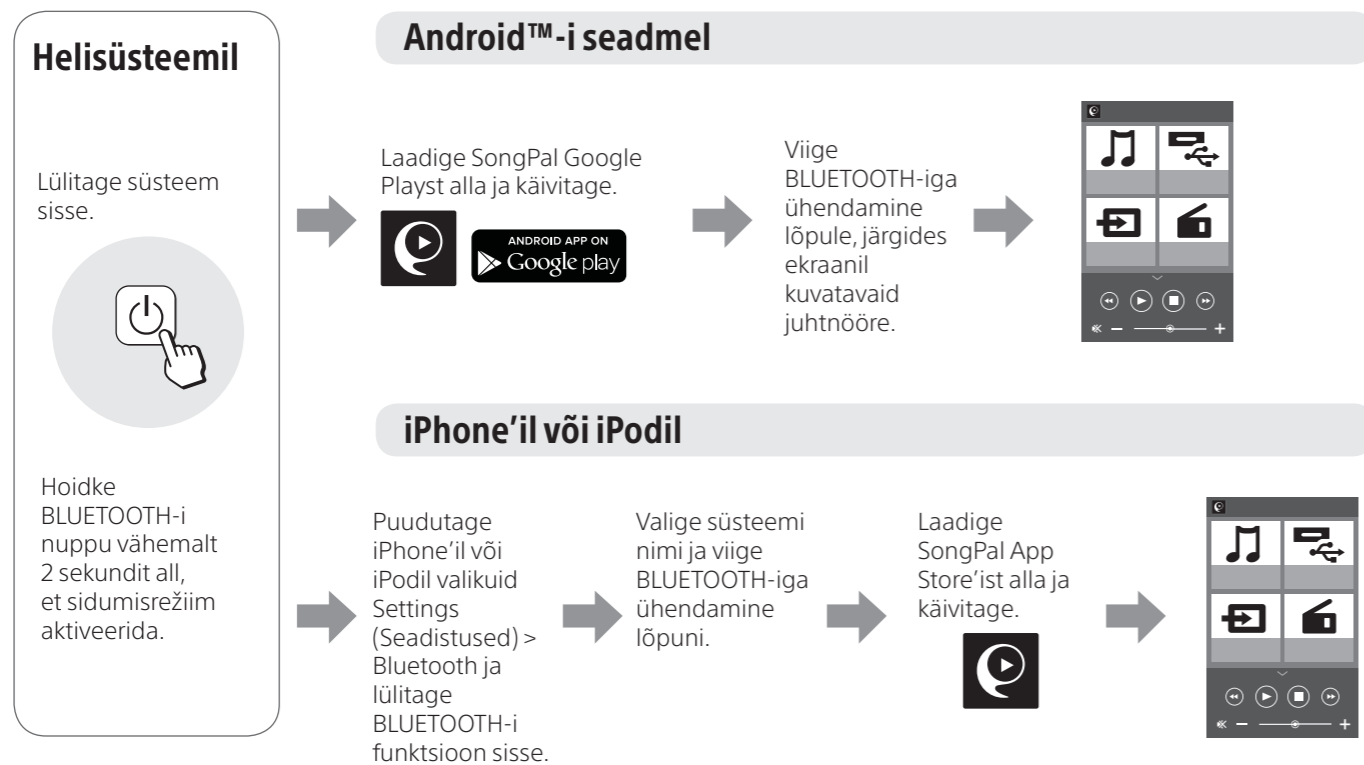 Helisüsteemil
Lülitage süsteem
sisse.
Hoidke
BLUETOOTH-i
nuppu vähemalt
2 sekundit all,
et sidumisrežiim
aktiveerida.
Android™-i seadmel
Laadige SongPal Google
Playst alla ja käivitage.
ANDROID APP ON
Google play
Viige
BLUETOOTH-iga
ühendamine
lõpule, järgides
ekraanil
kuvatavaid
juhtnööre.
iPhone’il või iPodil
Puudutage
iPhone’il või
iPodil valikuid
Settings
(Seadistused) >
Bluetooth ja
lülitage
BLUETOOTH-i
funktsioon sisse.
Valige süsteemi
nimi ja viige
BLUETOOTH-iga
ühendamine
lõpuni.
Laadige
SongPal App
Store’ist alla ja
käivitage.